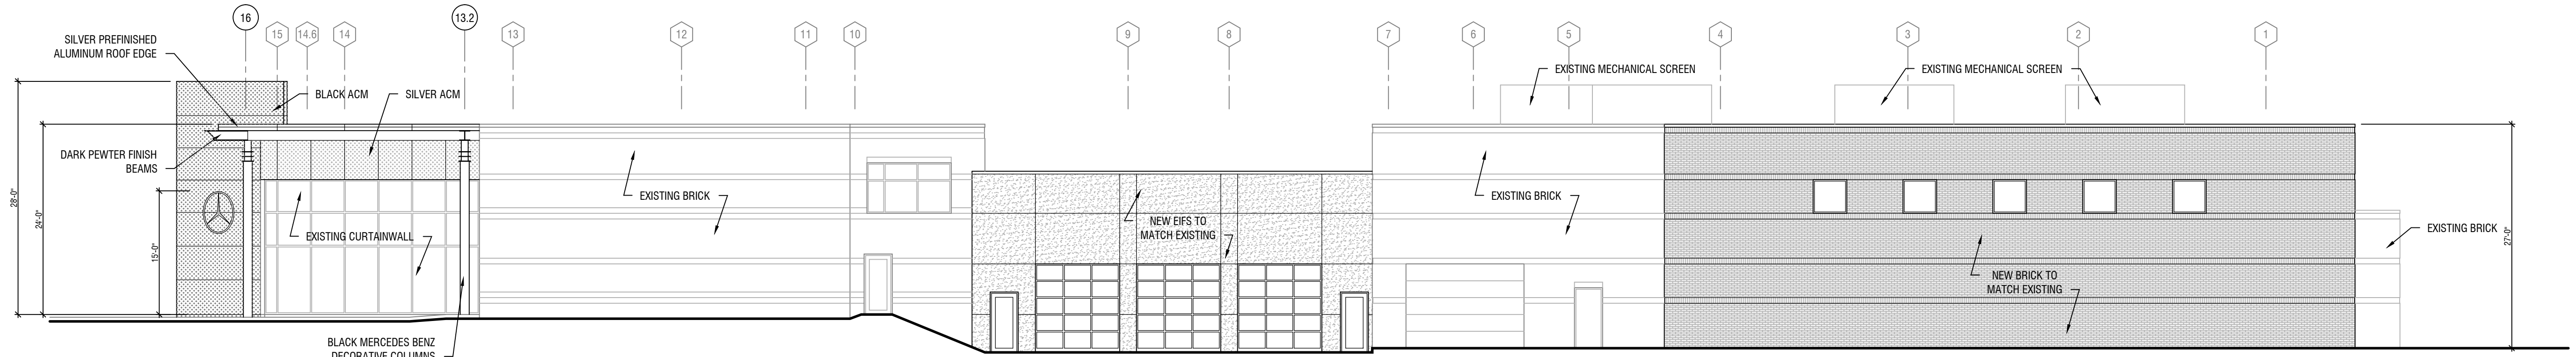 16
15
14.6
14
13.2
13
12
11
10
9
8
7
6
5
4
3
2
1
SILVER PREFINISHED
ALUMINUM ROOF EDGE
BLACK ACM
SILVER ACM
EXISTING MECHANICAL SCREEN
EXISTING MECHANICAL SCREEN
DARK PEWTER FINISH
BEAMS
28'-0"
24'-0"
15'-0"
EXISTING CURTAINWALL
EXISTING BRICK
NEW EIFS TO
MATCH EXISTING
EXISTING BRICK
NEW BRICK TO
MATCH EXISTING
EXISTING BRICK
27'-0"
BLACK MERCEDES BENZ
DECORATIVE COLUMNS